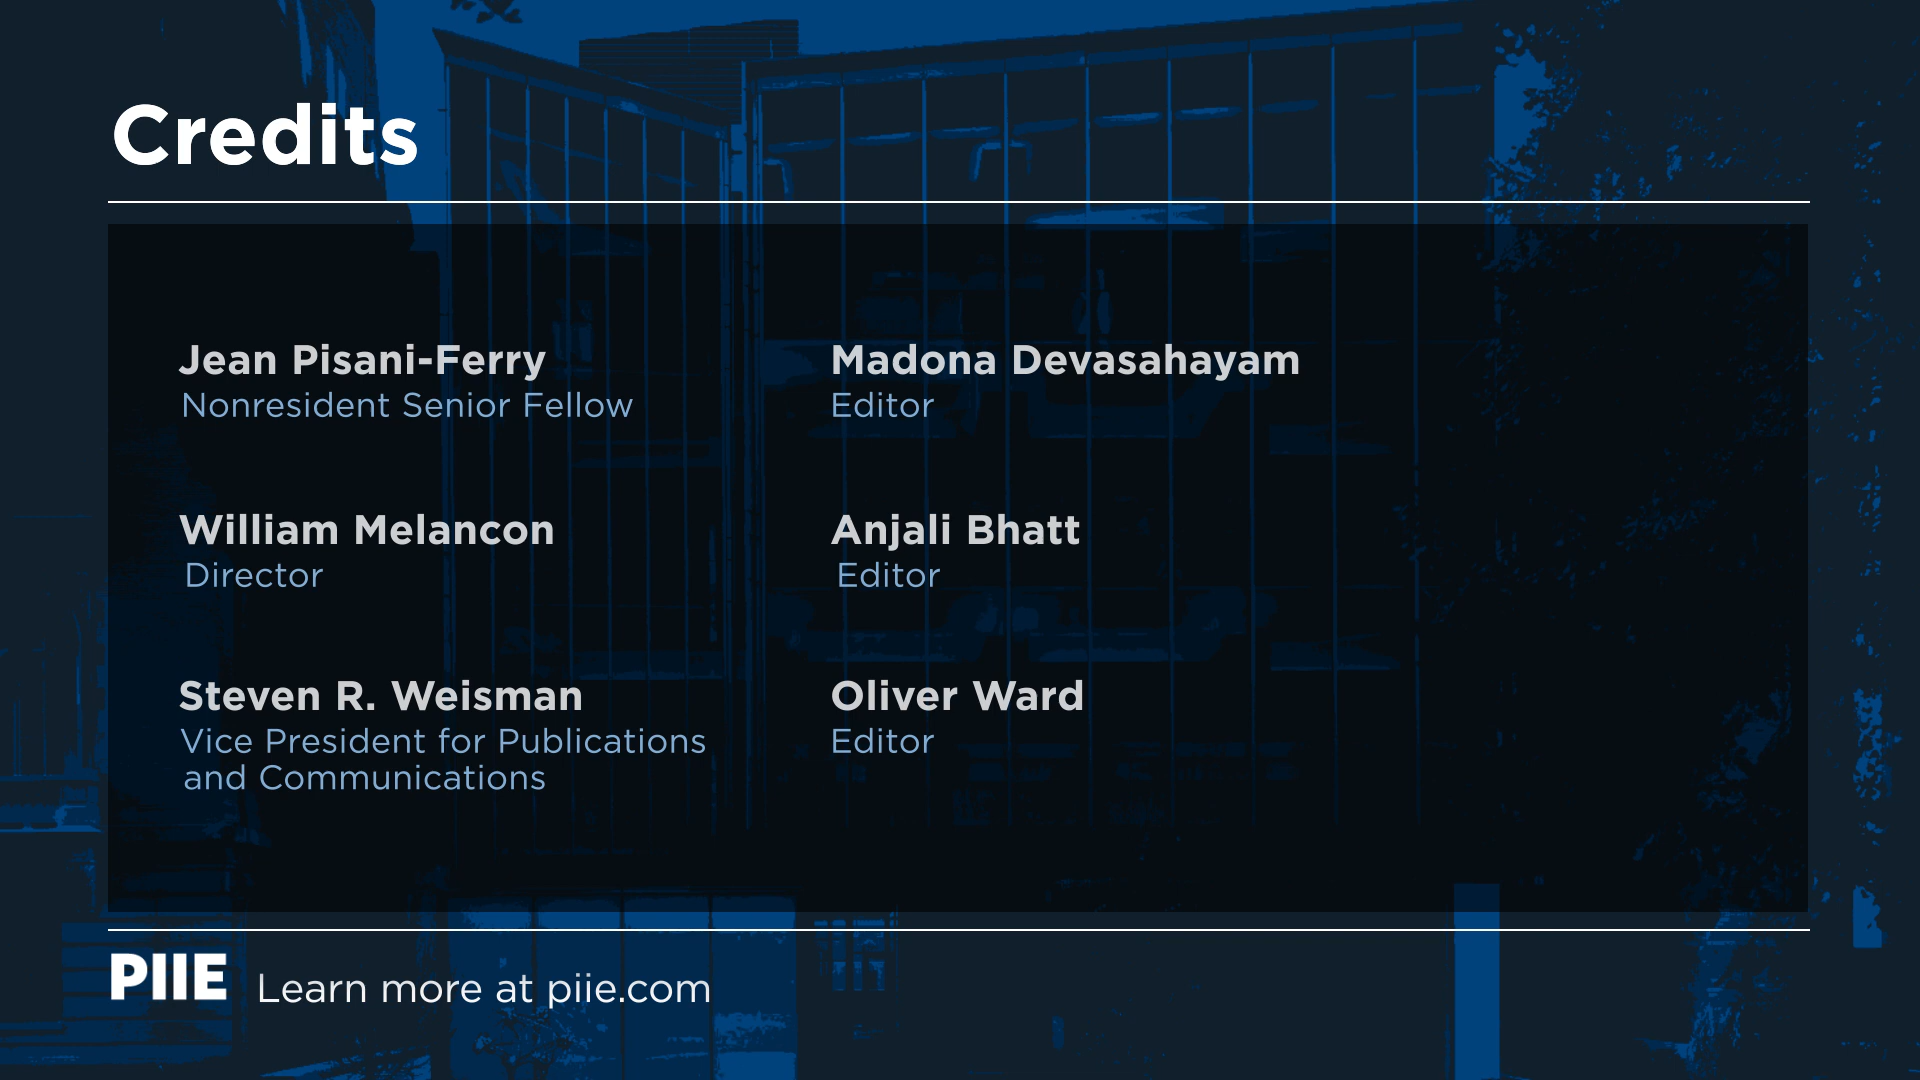 Credits
Jean Pisani-Ferry
Nonresident Senior Fellow
William Melancon
Director
Steven R. Weisman
Vice President for Publications
and Communications
Madona Devasahayam
Editor
Anjali Bhatt
Editor
Oliver Ward
Editor
PIIE Learn more at piie.com